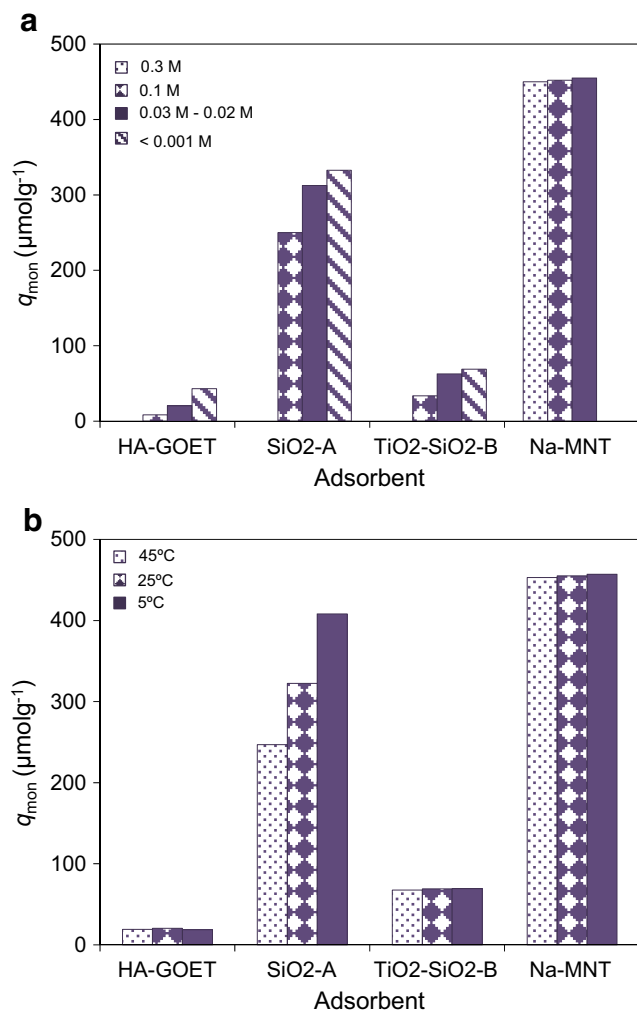 a
500
400
300
200
100
0
q_mon (µmolg⁻¹)
0.3 M
0.1 M
0.03 M - 0.02 M
< 0.001 M
HA-GOET SiO2-A TiO2-SiO2-B Na-MNT
Adsorbent
b
500
400
300
200
100
0
q_mon (µmolg⁻¹)
45ºC
25ºC
5ºC
HA-GOET SiO2-A TiO2-SiO2-B Na-MNT
Adsorbent